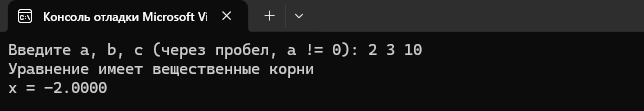 Консоль отладки Microsoft Vi
Введите a, b, c (через пробел, a != 0): 2 3 10
Уравнение имеет вещественные корни
x = -2.0000